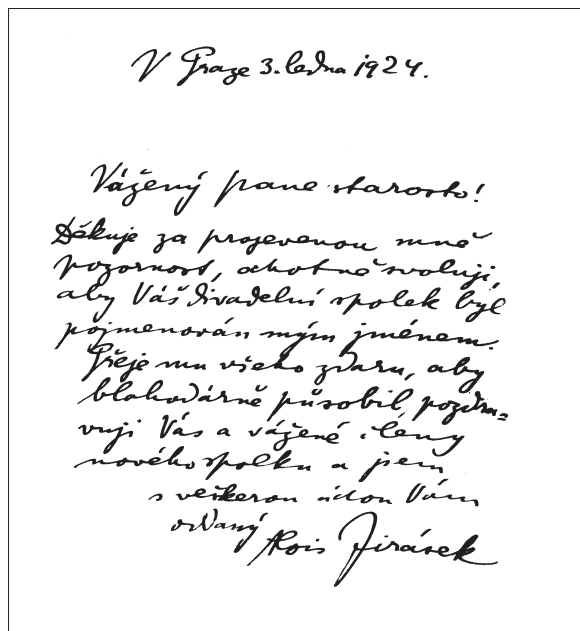 V Praze 3. ledna 1924.
Vážený pane starosto!
Děkuje za projevenou mně
pozornost, ochotně svoluji,
aby Váš divadelní spolek byl
pojmenován mým jménem.
Přeje mu všeho zdaru, aby
blahodárně působil, pozdra=
vuji Vás a vážené členy
nového spolku a jsem
s veškerou úctou Vám
oddaný Alois Jirásek